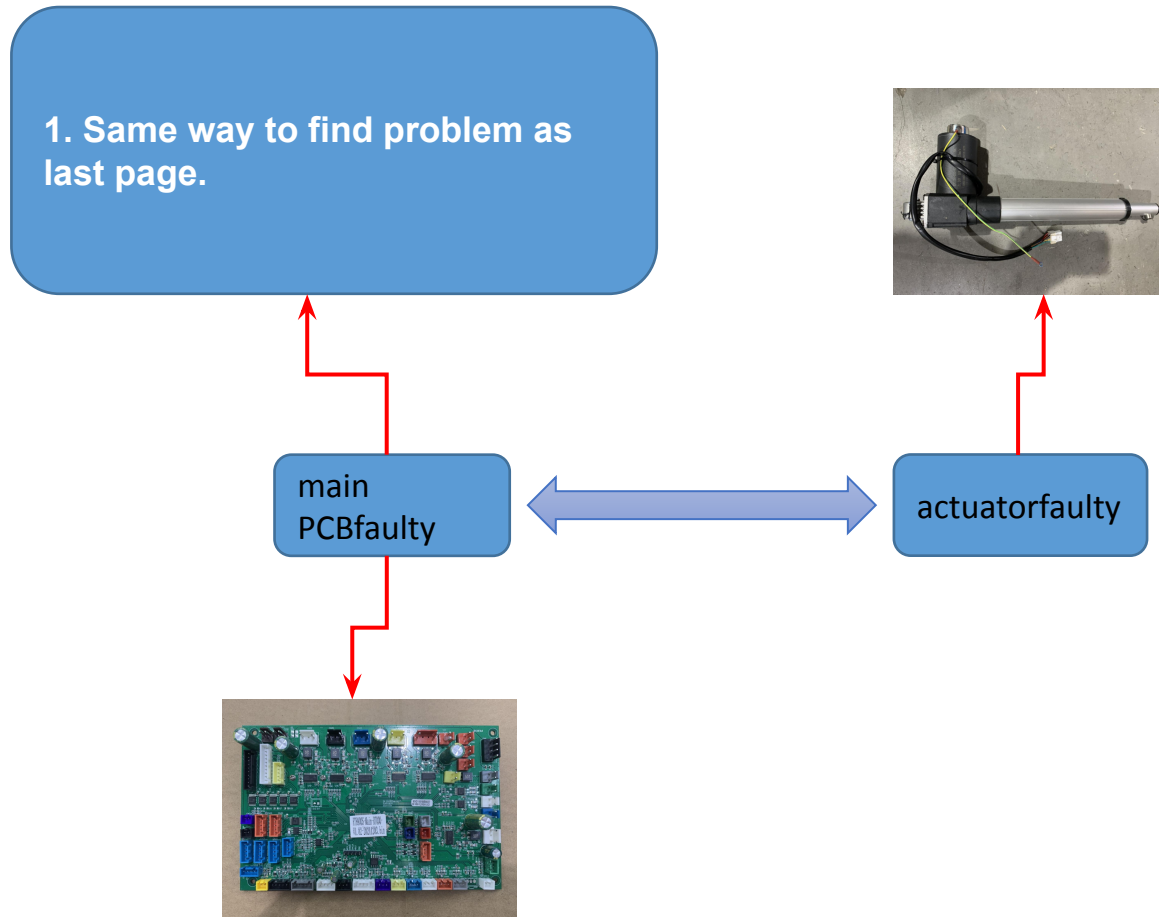 1. Same way to find problem as
last page.
main
PCBfaulty
actuatorfaulty